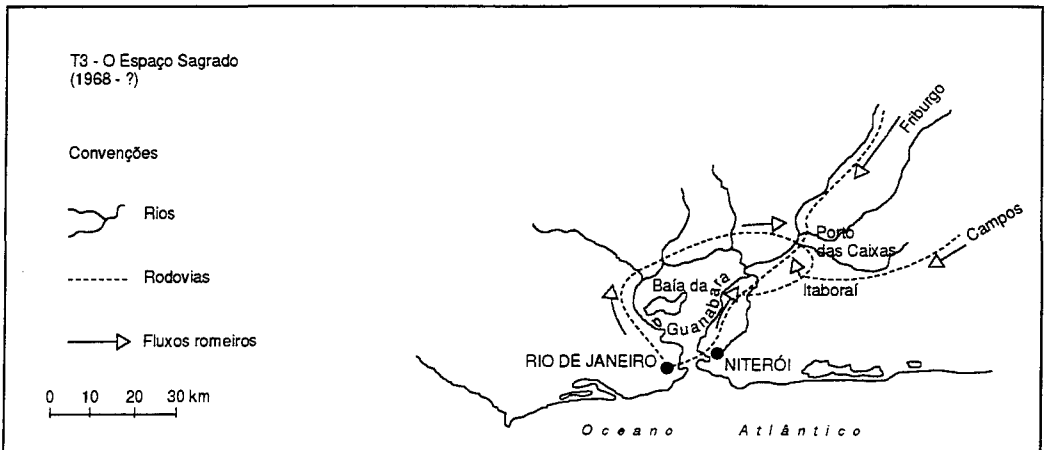 T3 - O Espaço Sagrado
(1968 - ?)
Convenções
Rios
Rodovias
Fluxos romeiros
0 10 20 30 km
Friburgo
Campos
Porto
das Caixas
Itaboraí
Baía da
Guanabara
RIO DE JANEIRO
NITERÓI
Oceano Atlântico